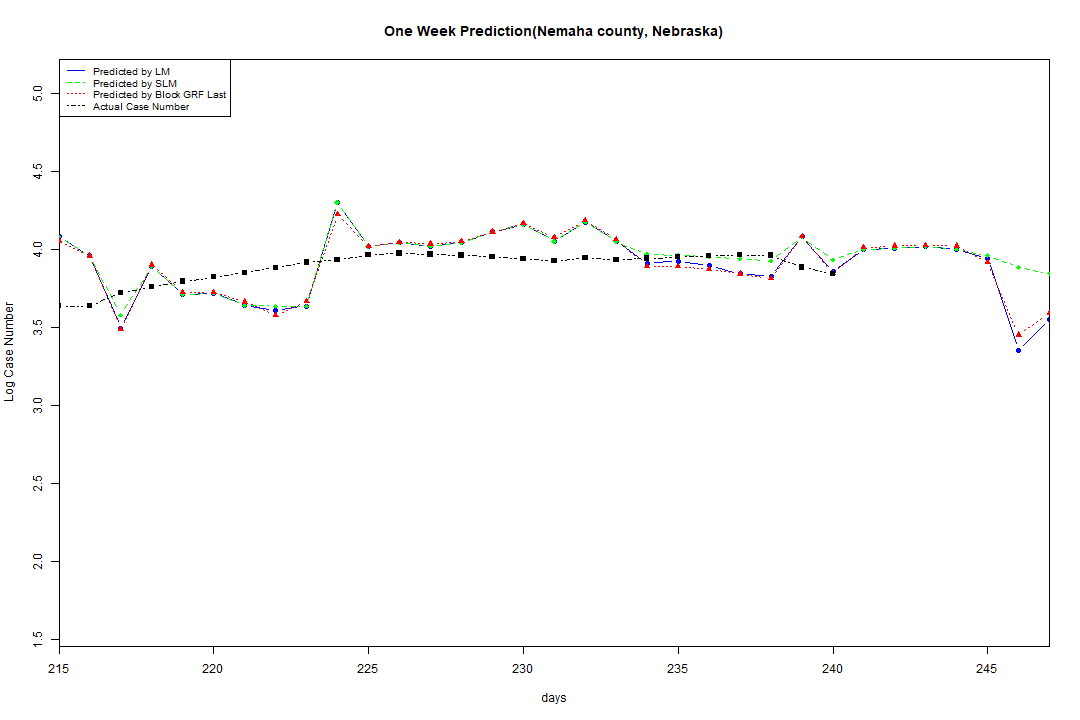 One Week Prediction(Nemaha county, Nebraska)
Predicted by LM
Predicted by SLM
Predicted by Block GRF Last
Actual Case Number
5.0
4.5
4.0
3.5
3.0
2.5
2.0
1.5
Log Case Number
215 220 225 230 235 240 245
days